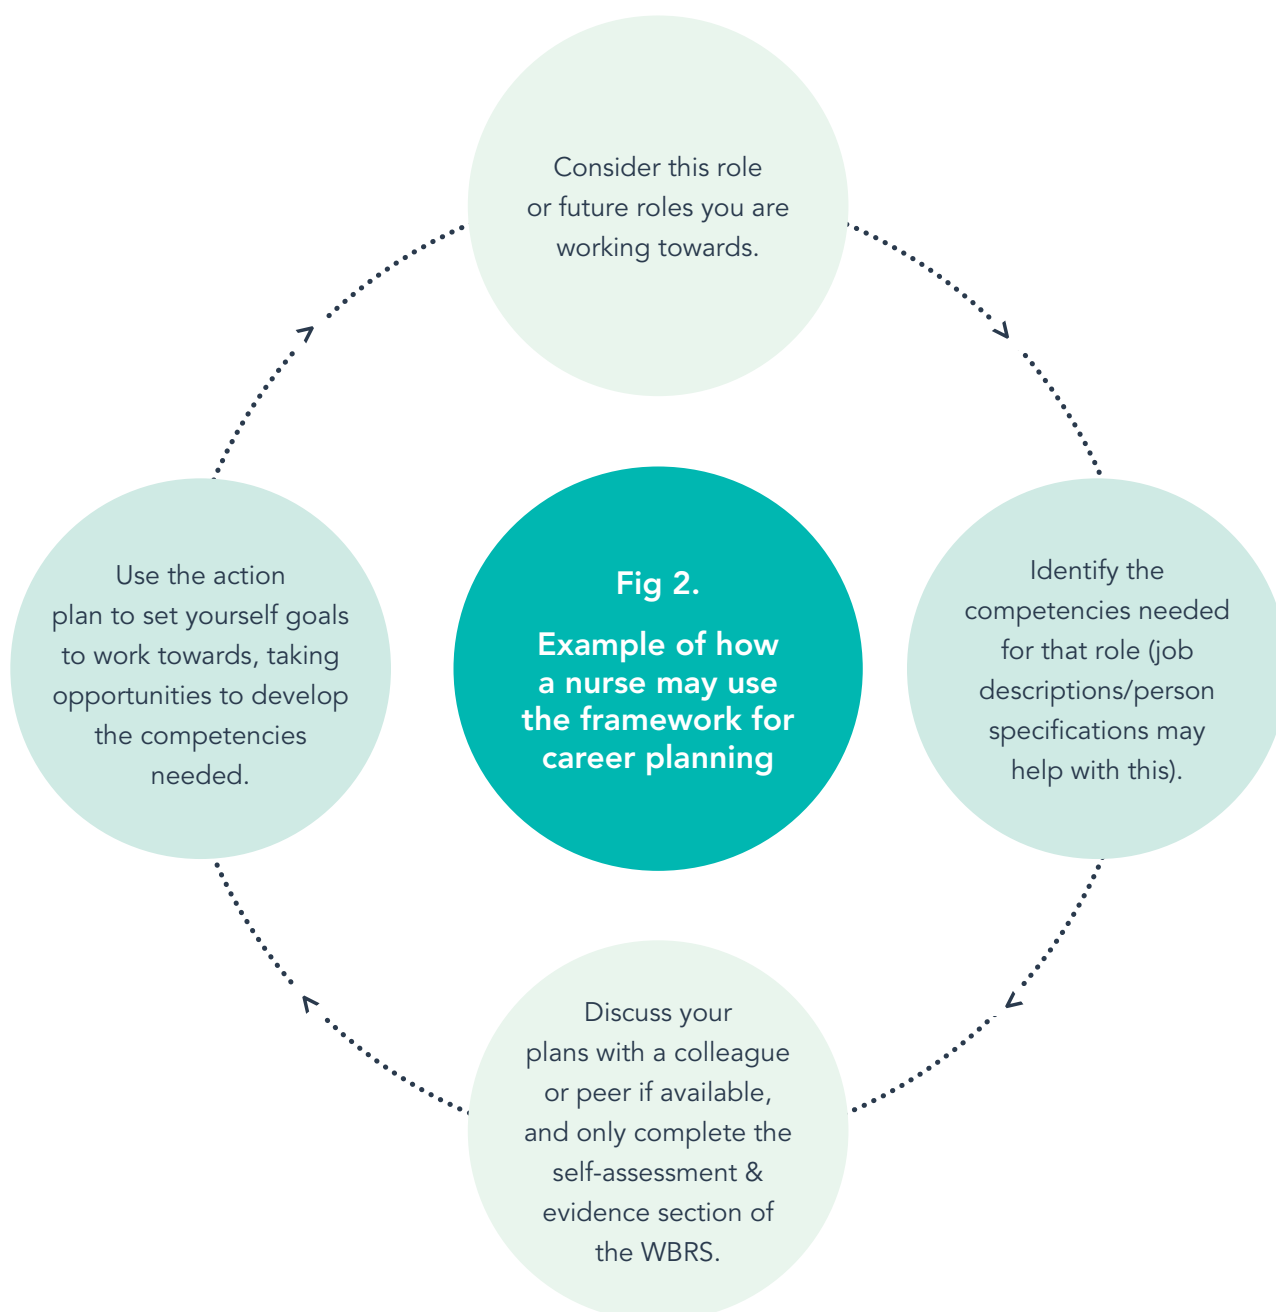 Consider this role
or future roles you are
working towards.
Identify the
competencies needed
for that role (job
descriptions/person
specifications may
help with this).
Discuss your
plans with a colleague
or peer if available,
and only complete the
self-assessment &
evidence section of
the WBRS.
Use the action
plan to set yourself goals
to work towards, taking
opportunities to develop
the competencies
needed.
Fig 2.
Example of how
a nurse may use
the framework for
career planning